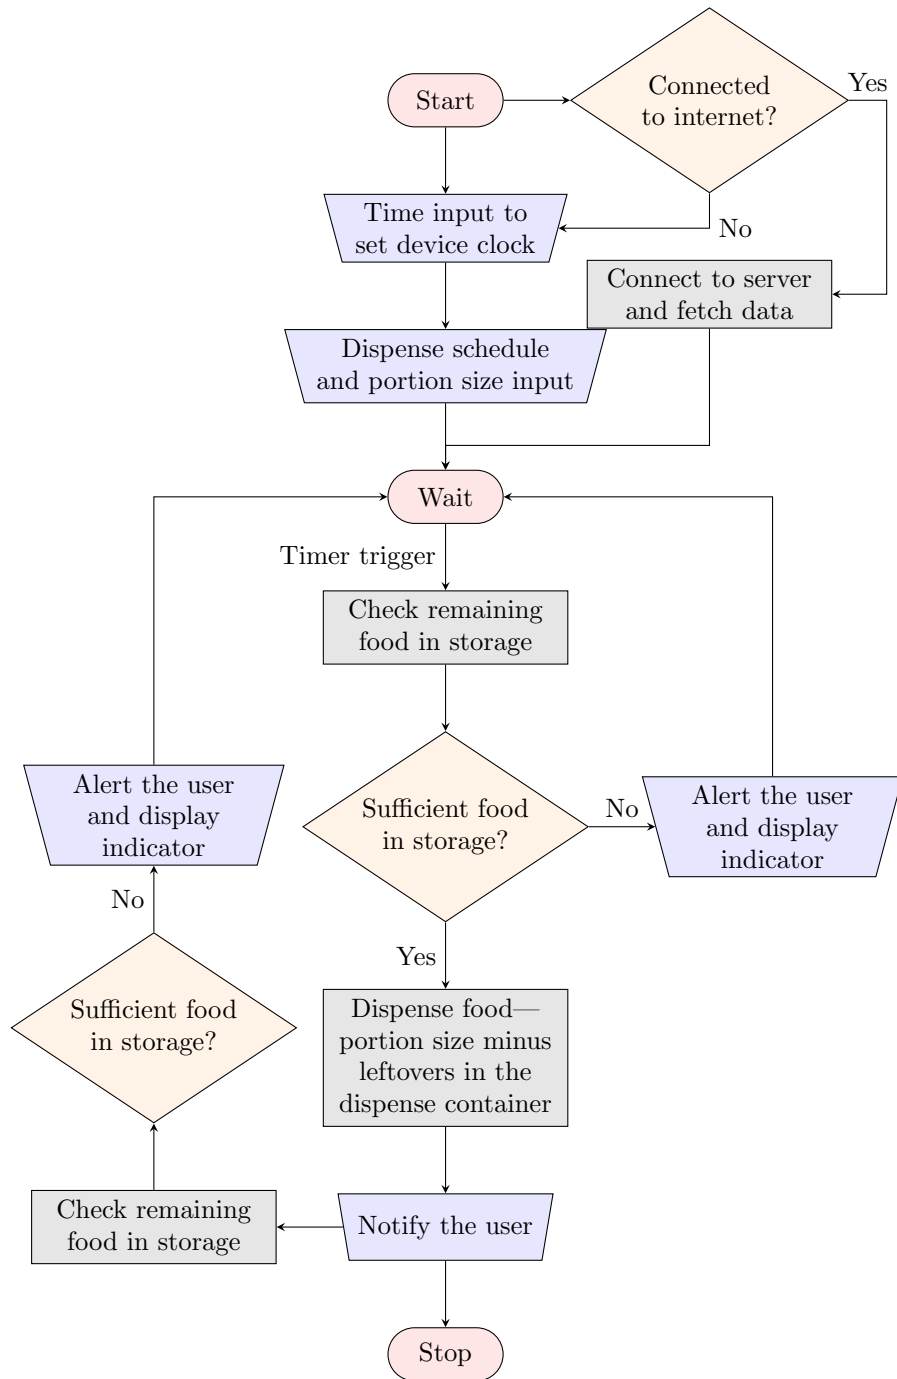 Start
Connected
to internet?
Yes
No
Time input to
set device clock
Connect to server
and fetch data
Dispense schedule
and portion size input
Wait
Timer trigger
Check remaining
food in storage
Sufficient food
in storage?
No
Alert the user
and display
indicator
Alert the user
and display
indicator
No
Yes
Sufficient food
in storage?
Dispense food—
portion size minus
leftovers in the
dispense container
Check remaining
food in storage
Notify the user
Stop